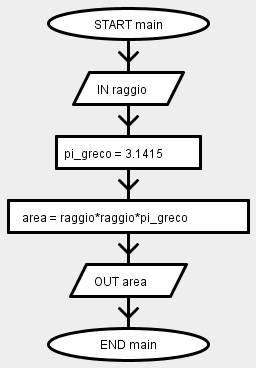 START main
IN raggio
pi_greco = 3.1415
area = raggio*raggio*pi_greco
OUT area
END main